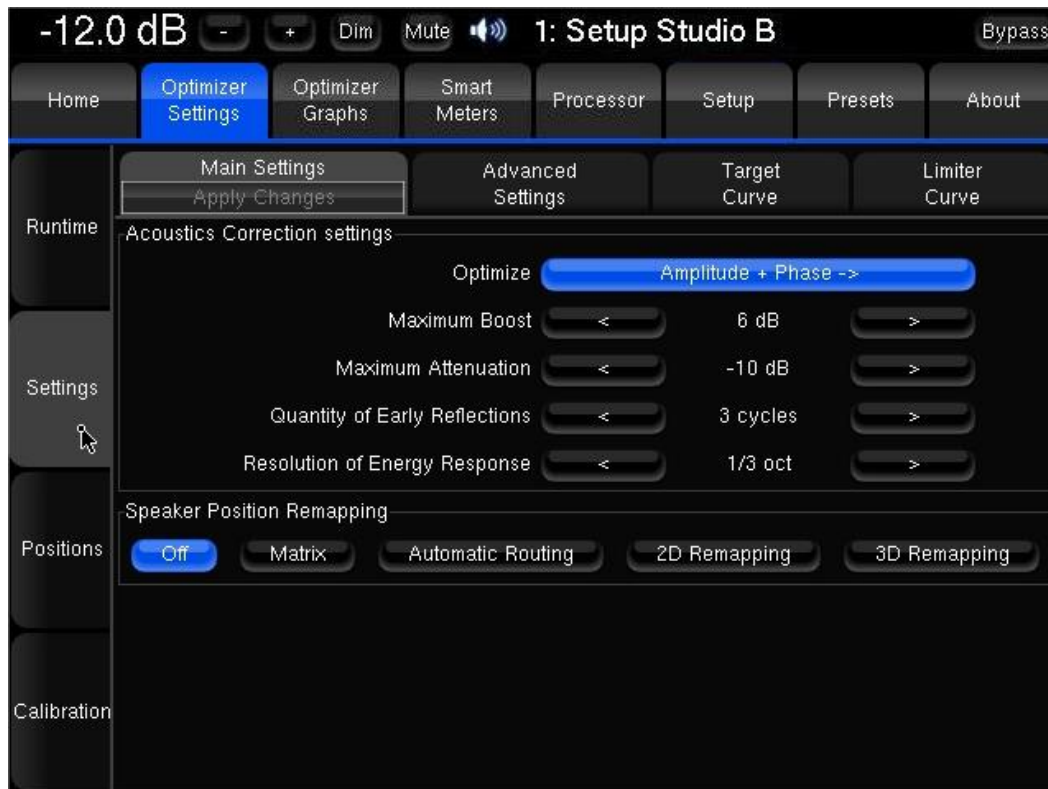 -12.0 dB - + Dim Mute 1: Setup Studio B Bypass
Home
Optimizer
Settings
Optimizer
Graphs
Smart
Meters
Processor
Setup
Presets
About
Runtime
Settings
Positions
Calibration
Main Settings
Apply Changes
Advanced
Settings
Target
Curve
Limiter
Curve
Acoustics Correction settings
Optimize Amplitude + Phase ->
Maximum Boost < 6 dB >
Maximum Attenuation < -10 dB >
Quantity of Early Reflections < 3 cycles >
Resolution of Energy Response < 1/3 oct >
Speaker Position Remapping
Off Matrix Automatic Routing 2D Remapping 3D Remapping